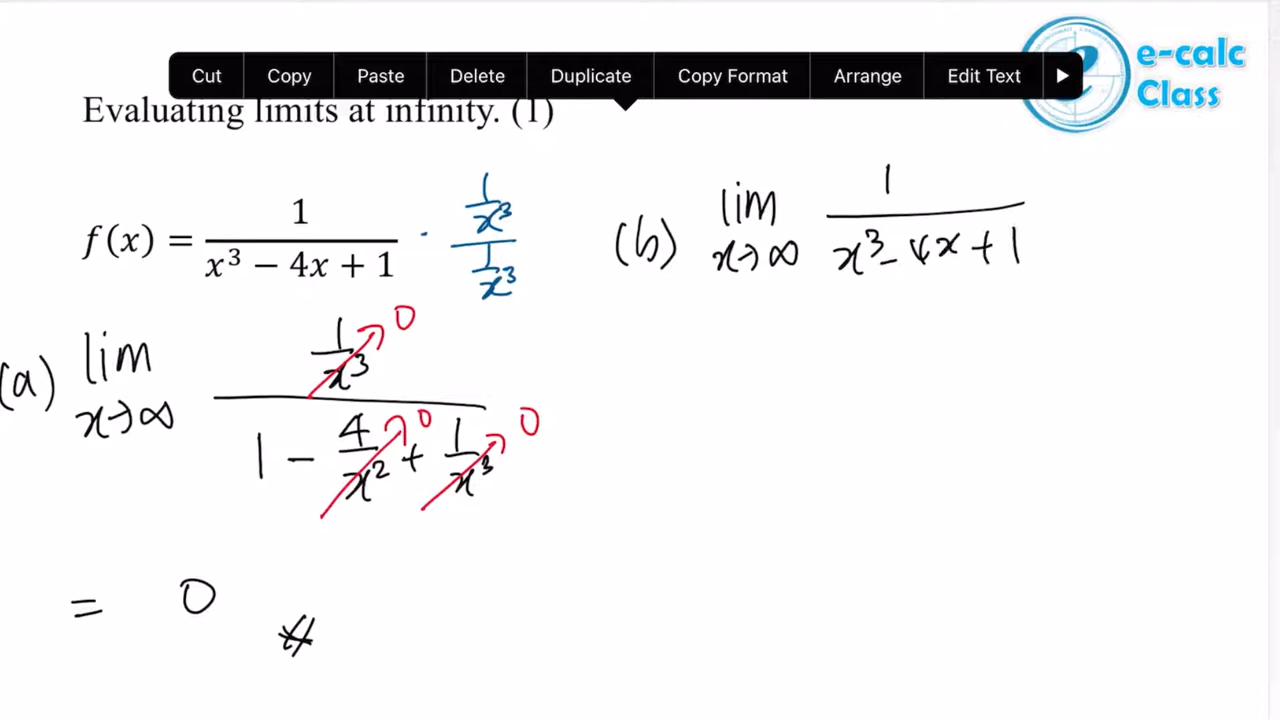 Cut Copy Paste Delete Duplicate Copy Format Arrange Edit Text ▶
e-calc
Class
Evaluating limits at infinity. (1)
f(x) = 1/(x³ − 4x + 1) · (1/x³)/(1/x³)
(a) lim x→∞ (1/x³ → 0)/(1 − 4/x² → 0 + 1/x³ → 0)
= 0 #
(b) lim x→∞ 1/(x³ − 4x + 1)